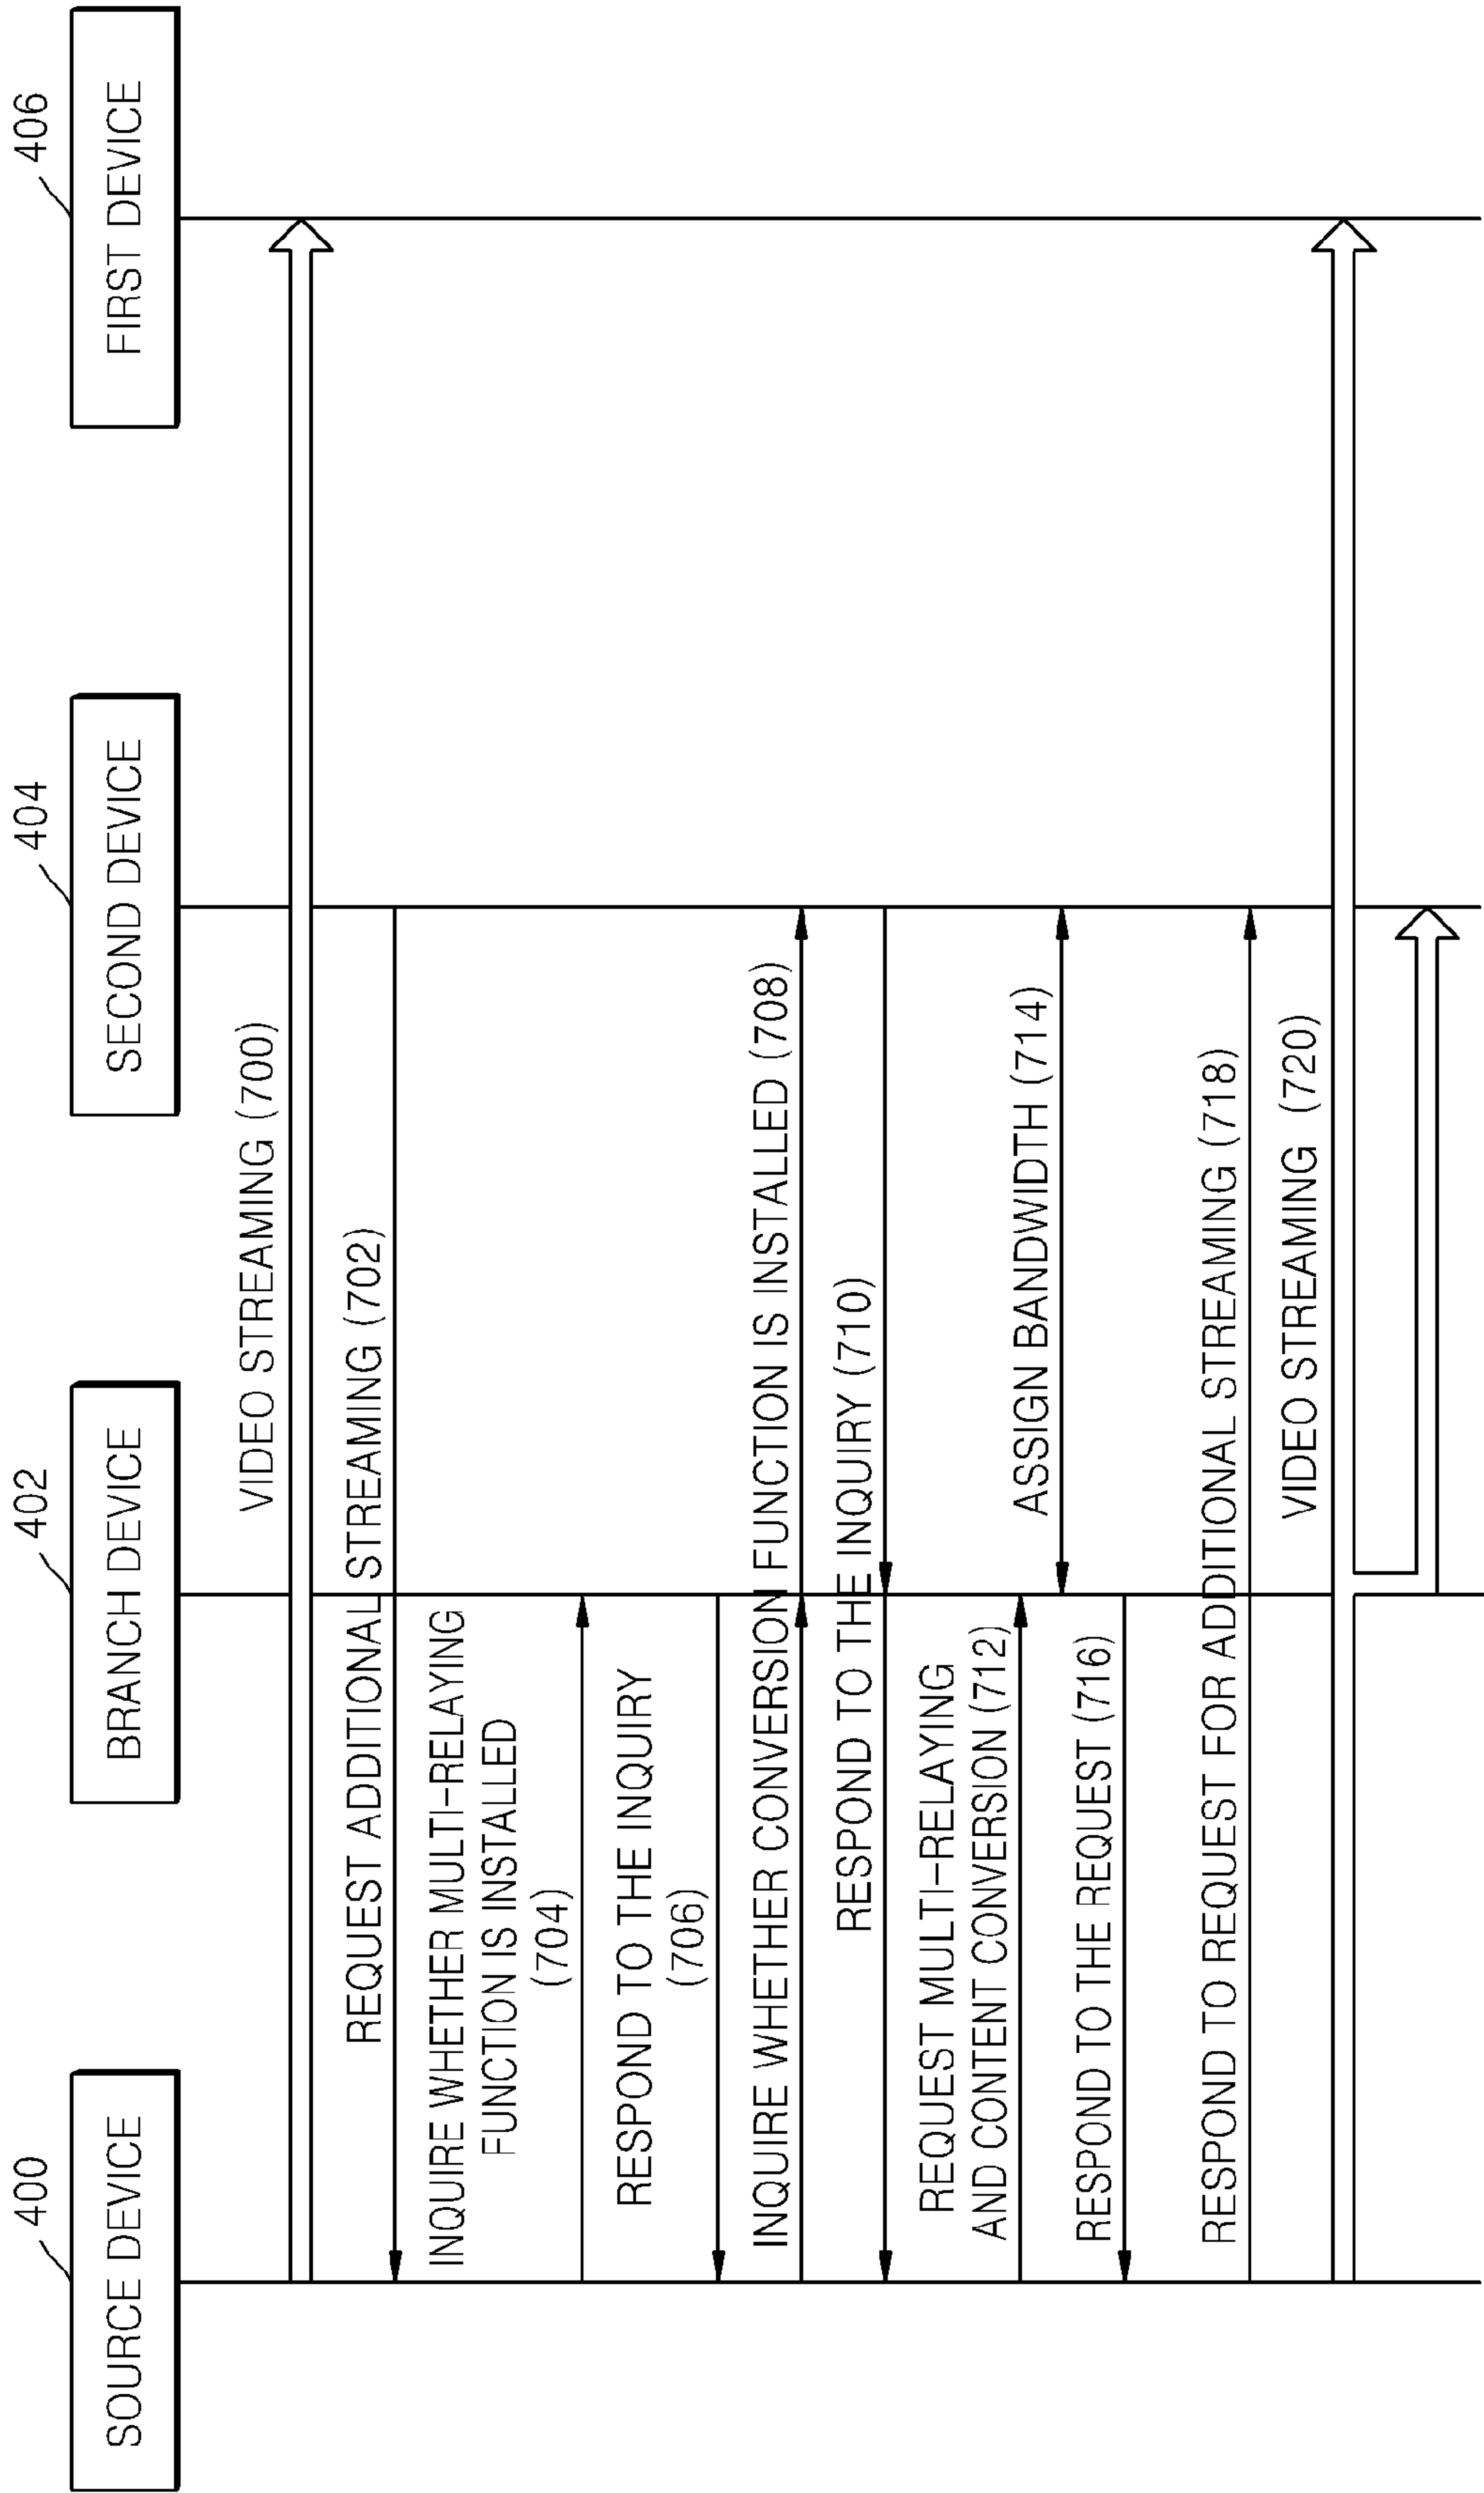 400
SOURCE DEVICE
402
BRANCH DEVICE
404
SECOND DEVICE
406
FIRST DEVICE
VIDEO STREAMING (700)
REQUEST ADDITIONAL STREAMING (702)
INQUIRE WHETHER MULTI-RELAYING
FUNCTION IS INSTALLED
(704)
RESPOND TO THE INQUIRY
(706)
INQUIRE WHETHER CONVERSION FUNCTION IS INSTALLED (708)
RESPOND TO THE INQUIRY (710)
REQUEST MULTI-RELAYING
AND CONTENT CONVERSION (712)
ASSIGN BANDWIDTH (714)
RESPOND TO THE REQUEST (716)
RESPOND TO REQUEST FOR ADDITIONAL STREAMING (718)
VIDEO STREAMING (720)